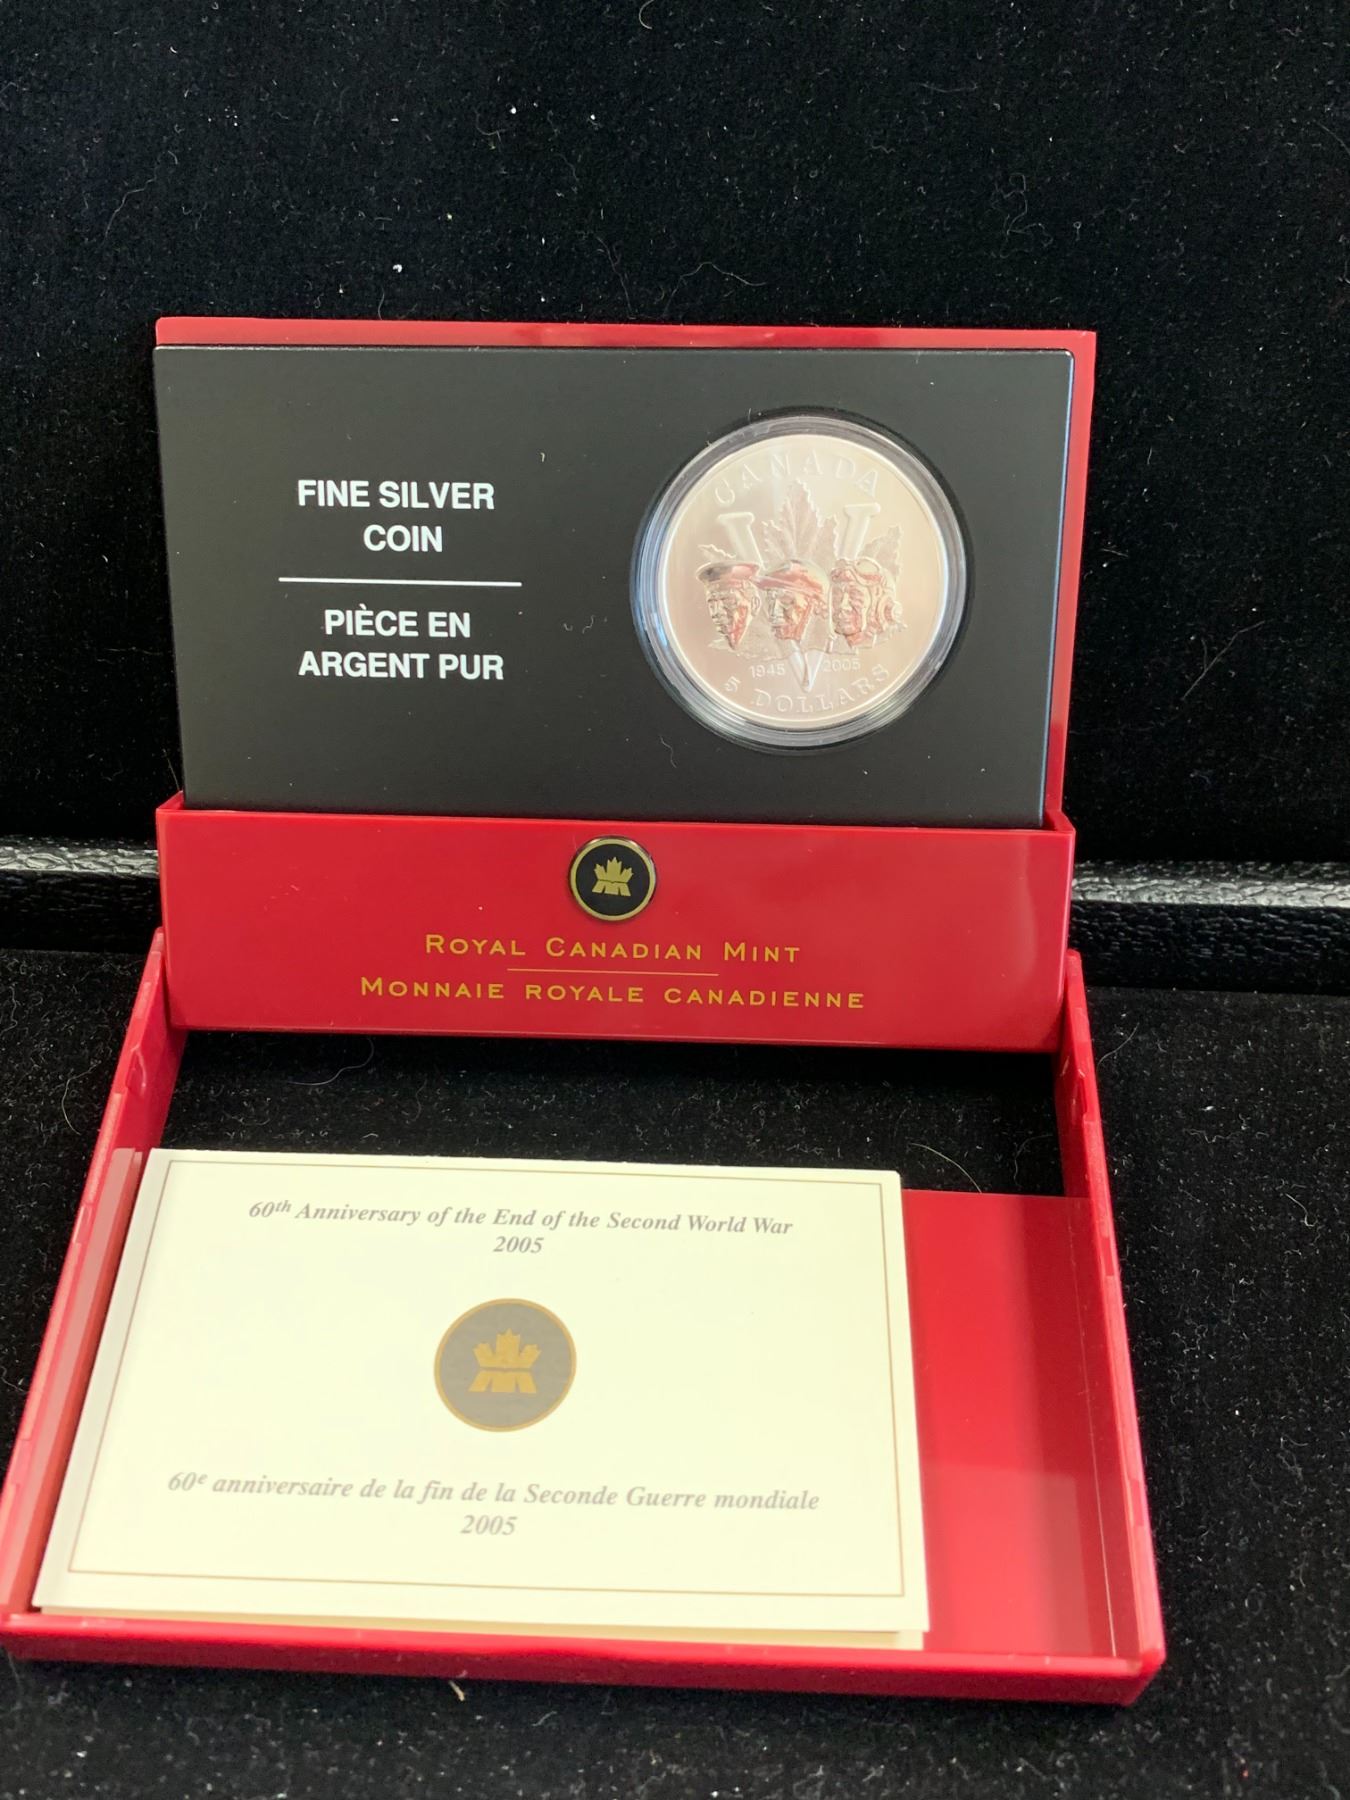 FINE SILVER
COIN
PIÈCE EN
ARGENT PUR
CANADA
1945 2005
5 DOLLARS
ROYAL CANADIAN MINT
MONNAIE ROYALE CANADIENNE
60th Anniversary of the End of the Second World War
2005
60e anniversaire de la fin de la Seconde Guerre mondiale
2005